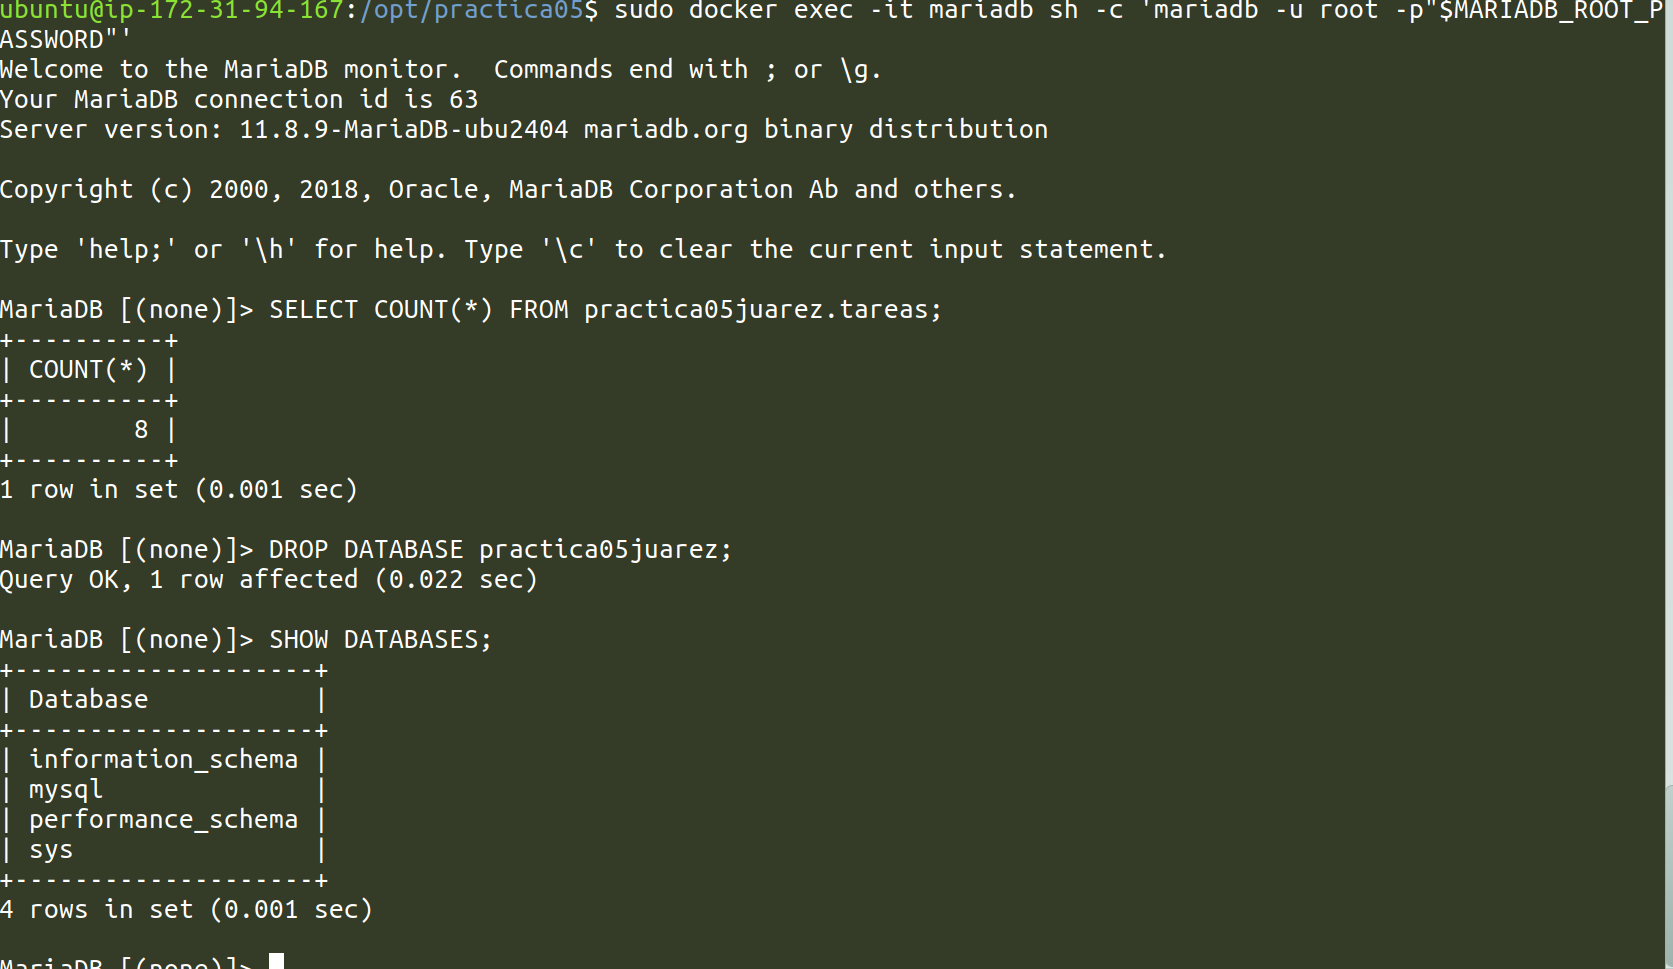 ubuntu@ip-172-31-94-167:/opt/practica05$ sudo docker exec -it mariadb sh -c 'mariadb -u root -p"$MARIADB_ROOT_P
ASSWORD"'
Welcome to the MariaDB monitor.  Commands end with ; or \g.
Your MariaDB connection id is 63
Server version: 11.8.9-MariaDB-ubu2404 mariadb.org binary distribution

Copyright (c) 2000, 2018, Oracle, MariaDB Corporation Ab and others.

Type 'help;' or '\h' for help. Type '\c' to clear the current input statement.

MariaDB [(none)]> SELECT COUNT(*) FROM practica05juarez.tareas;
+----------+
| COUNT(*) |
+----------+
|        8 |
+----------+
1 row in set (0.001 sec)

MariaDB [(none)]> DROP DATABASE practica05juarez;
Query OK, 1 row affected (0.022 sec)

MariaDB [(none)]> SHOW DATABASES;
+--------------------+
| Database           |
+--------------------+
| information_schema |
| mysql              |
| performance_schema |
| sys                |
+--------------------+
4 rows in set (0.001 sec)

MariaDB [(none)]>